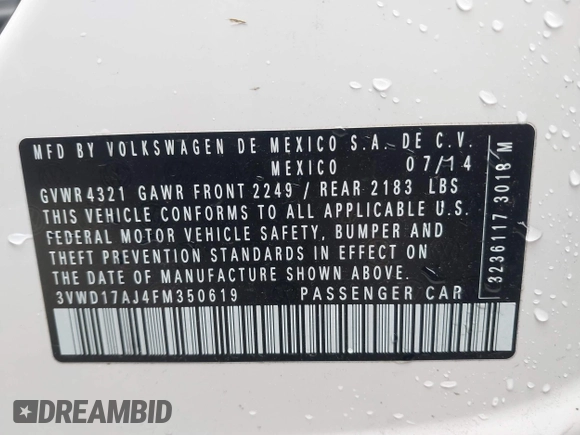 MFD BY VOLKSWAGEN DE MEXICO S.A. DE C.V.
MEXICO 07/14
GVWR 4321 GAWR FRONT 2249 / REAR 2183 LBS
THIS VEHICLE CONFORMS TO ALL APPLICABLE U.S.
FEDERAL MOTOR VEHICLE SAFETY, BUMPER AND
THEFT PREVENTION STANDARDS IN EFFECT ON
THE DATE OF MANUFACTURE SHOWN ABOVE.
3VWD17AJ4FM350619 PASSENGER CAR
3236117 3018 M
DREAMBID